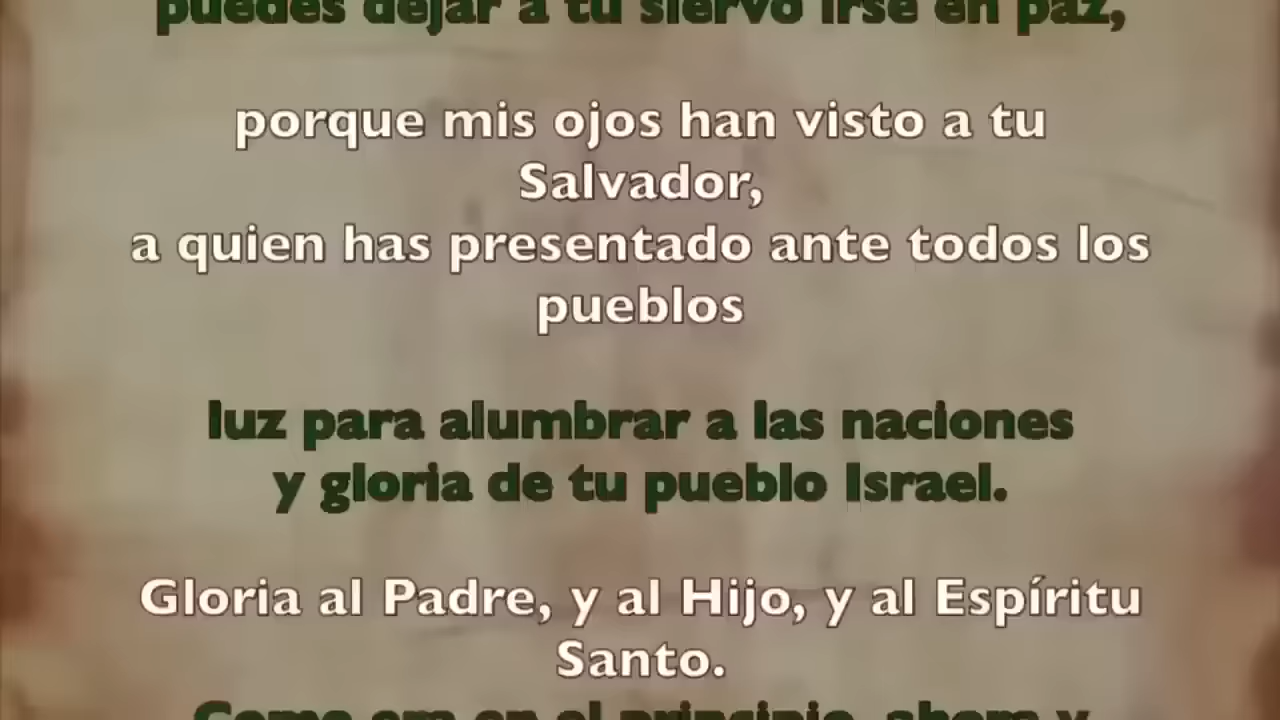 puedes dejar a tu siervo irse en paz,
porque mis ojos han visto a tu
Salvador,
a quien has presentado ante todos los
pueblos
luz para alumbrar a las naciones
y gloria de tu pueblo Israel.
Gloria al Padre, y al Hijo, y al Espíritu
Santo.
Como era en el principio, ahora y